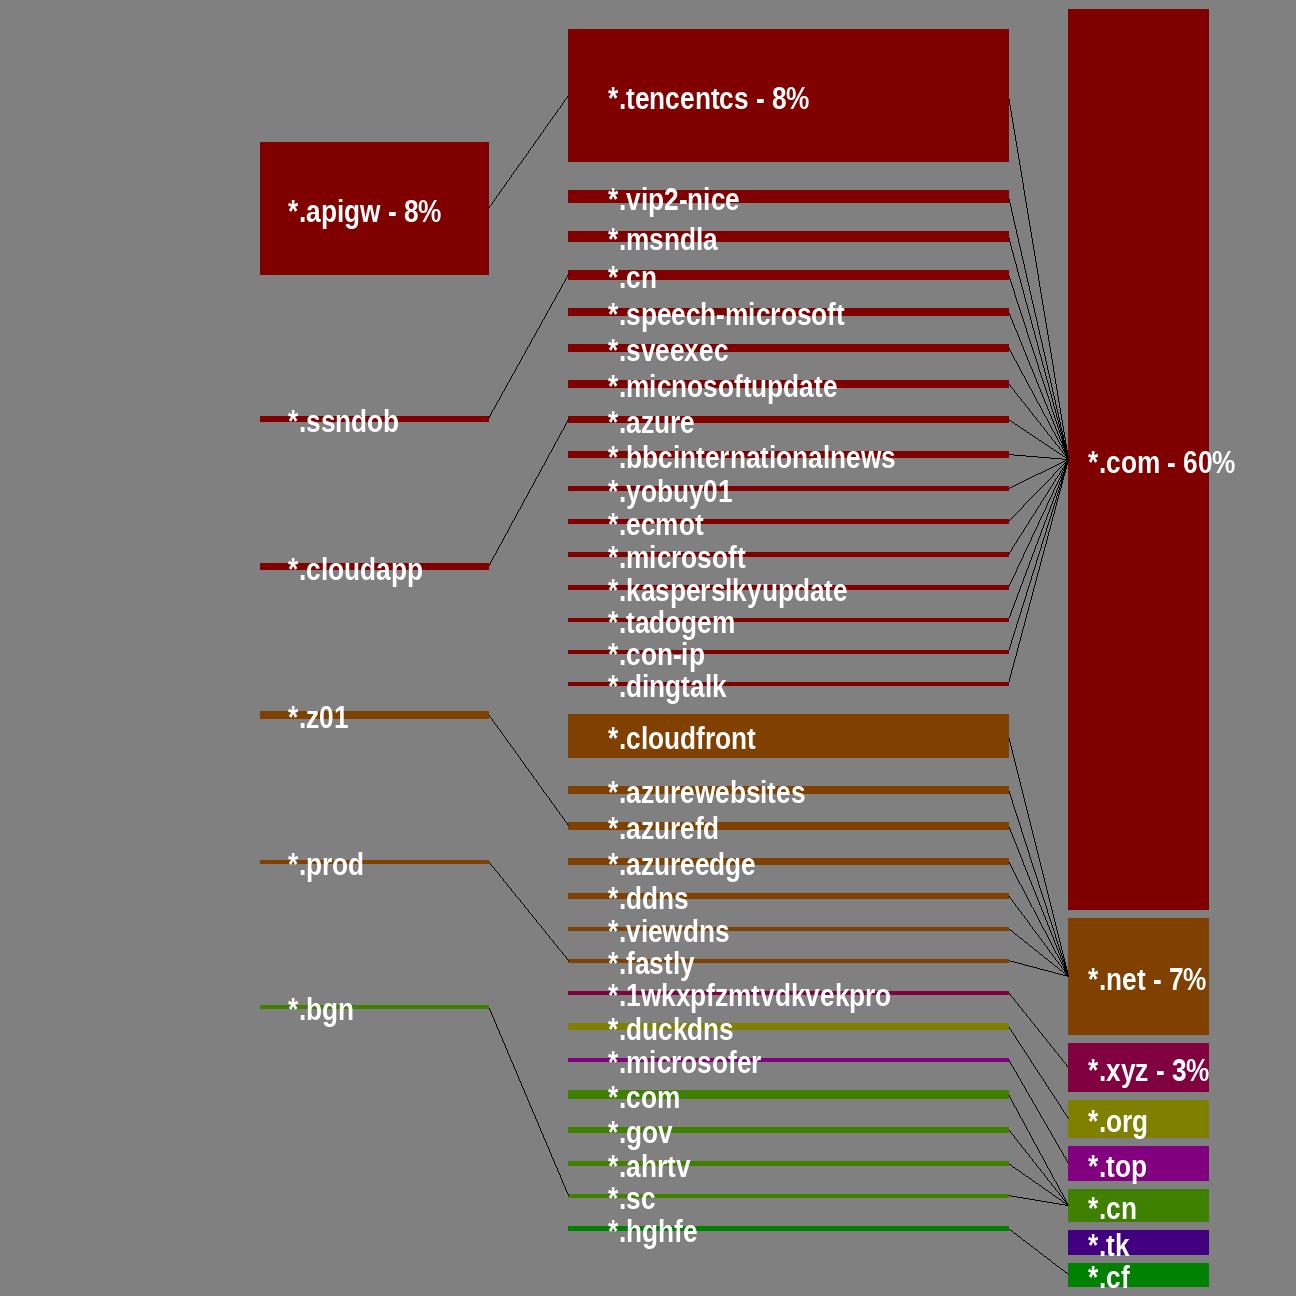 *.tencentcs - 8%
*.vip2-nice
*.msndla
*.cn
*.speech-microsoft
*.sveexec
*.micnosoftupdate
*.azure
*.bbcinternationalnews
*.yobuy01
*.ecmot
*.microsoft
*.kasperslkyupdate
*.tadogem
*.con-ip
*.dingtalk
*.cloudfront
*.azurewebsites
*.azurefd
*.azureedge
*.ddns
*.viewdns
*.fastly
*.1wkxpfzmtvdkvekpro
*.duckdns
*.microsofer
*.com
*.gov
*.ahrtv
*.sc
*.hghfe
*.apigw - 8%
*.ssndob
*.cloudapp
*.z01
*.prod
*.bgn
*.com - 60%
*.net - 7%
*.xyz - 3%
*.org
*.top
*.cn
*.tk
*.cf